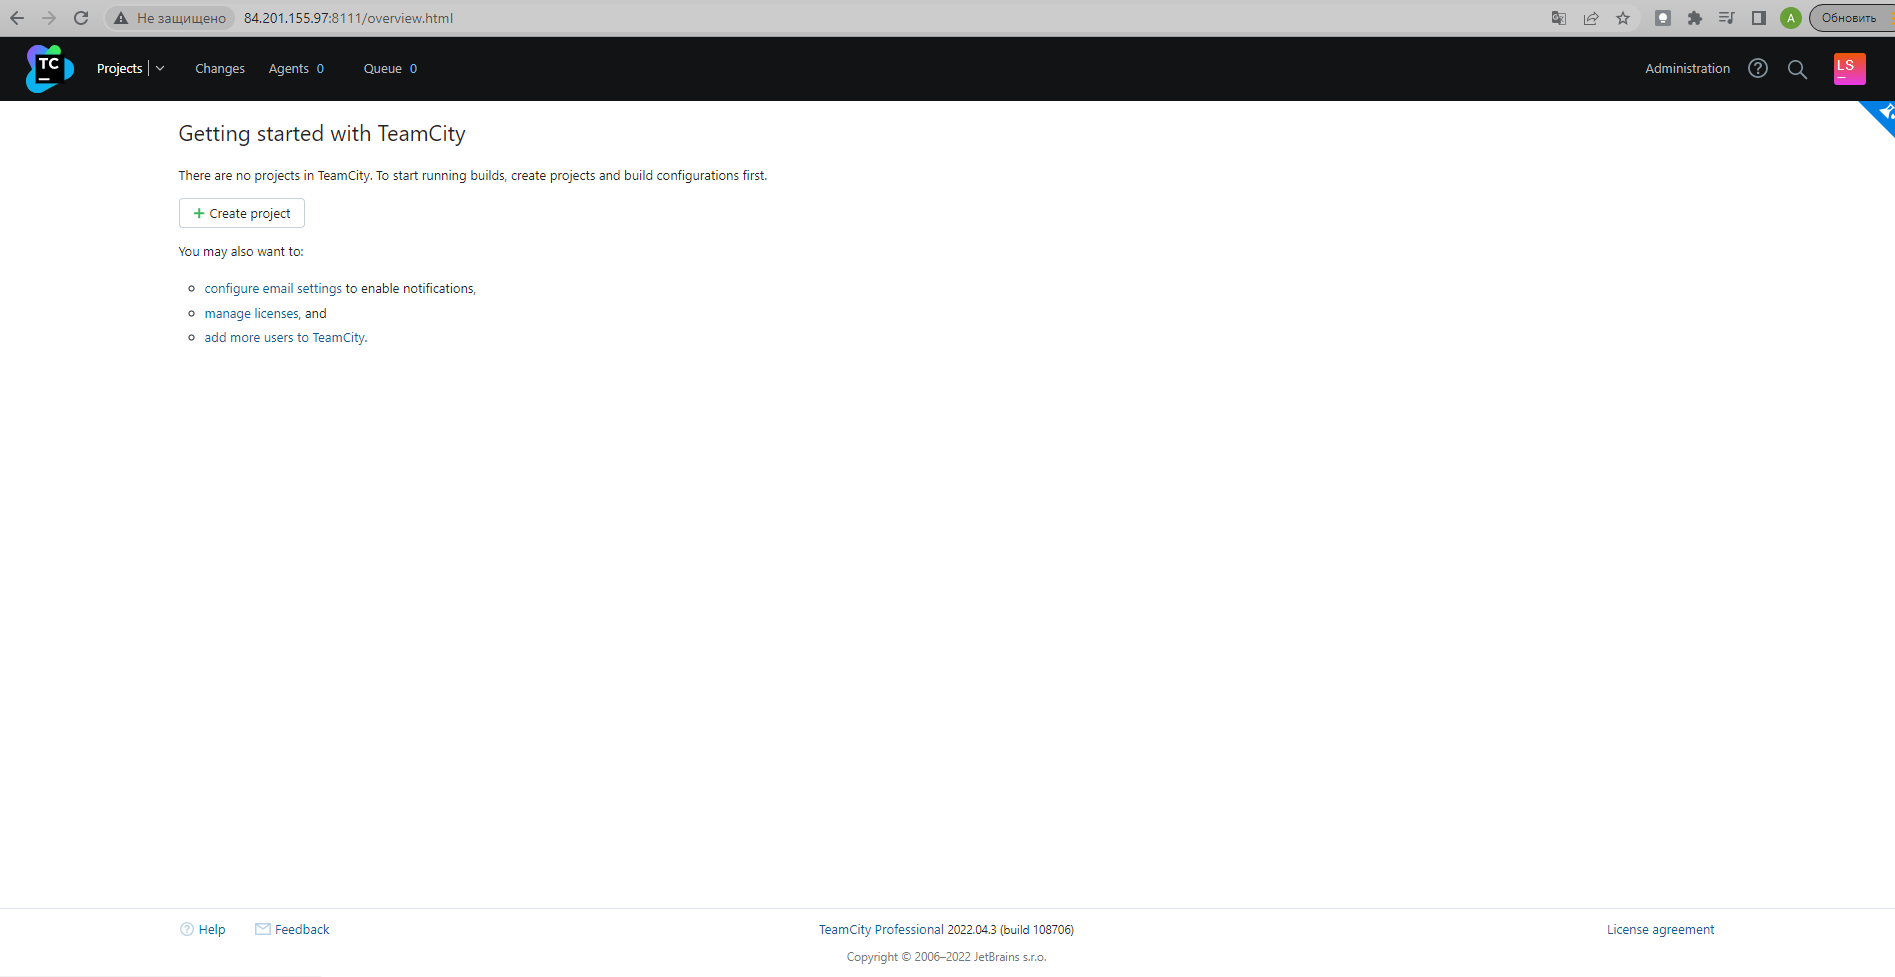 Не защищено 84.201.155.97:8111/overview.html A Обновить
TC Projects Changes Agents 0 Queue 0 Administration LS
Getting started with TeamCity
There are no projects in TeamCity. To start running builds, create projects and build configurations first.
+ Create project
You may also want to:
configure email settings to enable notifications,
manage licenses, and
add more users to TeamCity.
Help Feedback TeamCity Professional 2022.04.3 (build 108706) License agreement
Copyright © 2006–2022 JetBrains s.r.o.